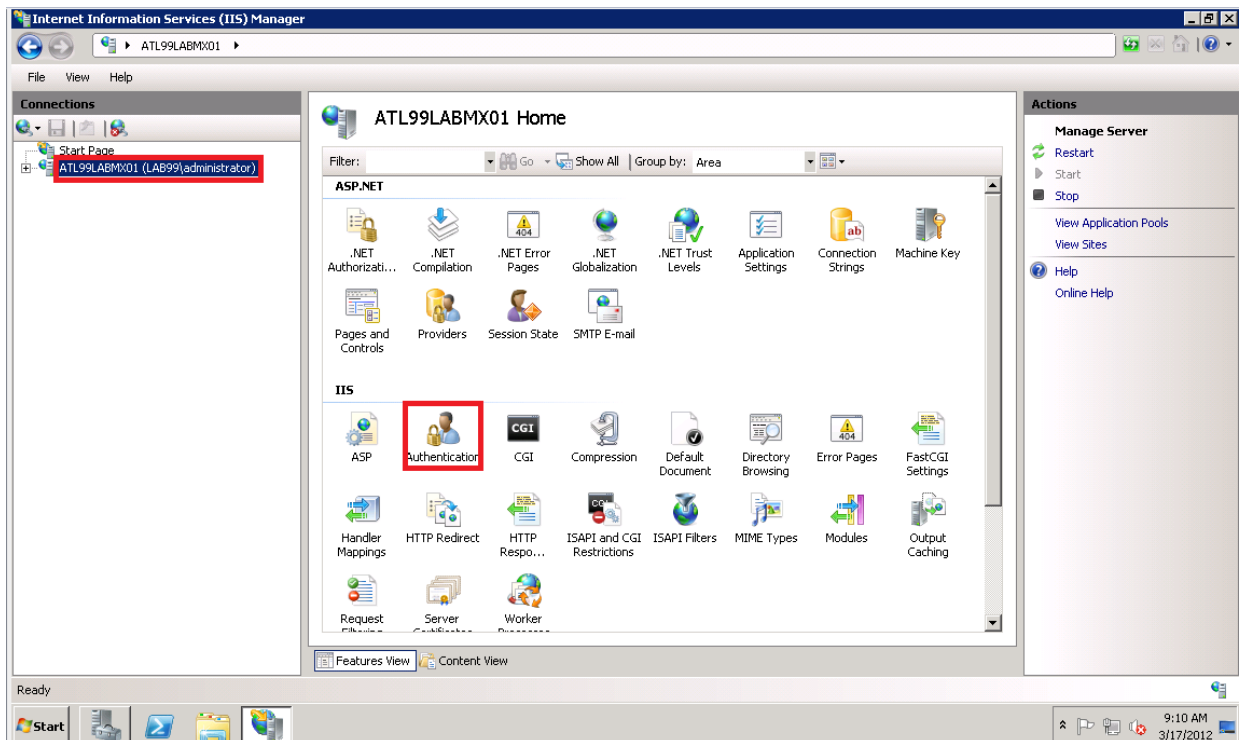 Internet Information Services (IIS) Manager
ATL99LABMX01
File View Help
Connections
Start Page
ATL99LABMX01 (LAB99\administrator)
ATL99LABMX01 Home
Filter: Go Show All Group by: Area
ASP.NET
.NET Authorizati...
.NET Compilation
.NET Error Pages
.NET Globalization
.NET Trust Levels
Application Settings
Connection Strings
Machine Key
Pages and Controls
Providers
Session State
SMTP E-mail
IIS
ASP
Authentication
CGI
Compression
Default Document
Directory Browsing
Error Pages
FastCGI Settings
Handler Mappings
HTTP Redirect
HTTP Respo...
ISAPI and CGI Restrictions
ISAPI Filters
MIME Types
Modules
Output Caching
Request Filtering
Server Certificates
Worker Processes
Features View
Content View
Actions
Manage Server
Restart
Start
Stop
View Application Pools
View Sites
Help
Online Help
Ready
Start
9:10 AM
3/17/2012